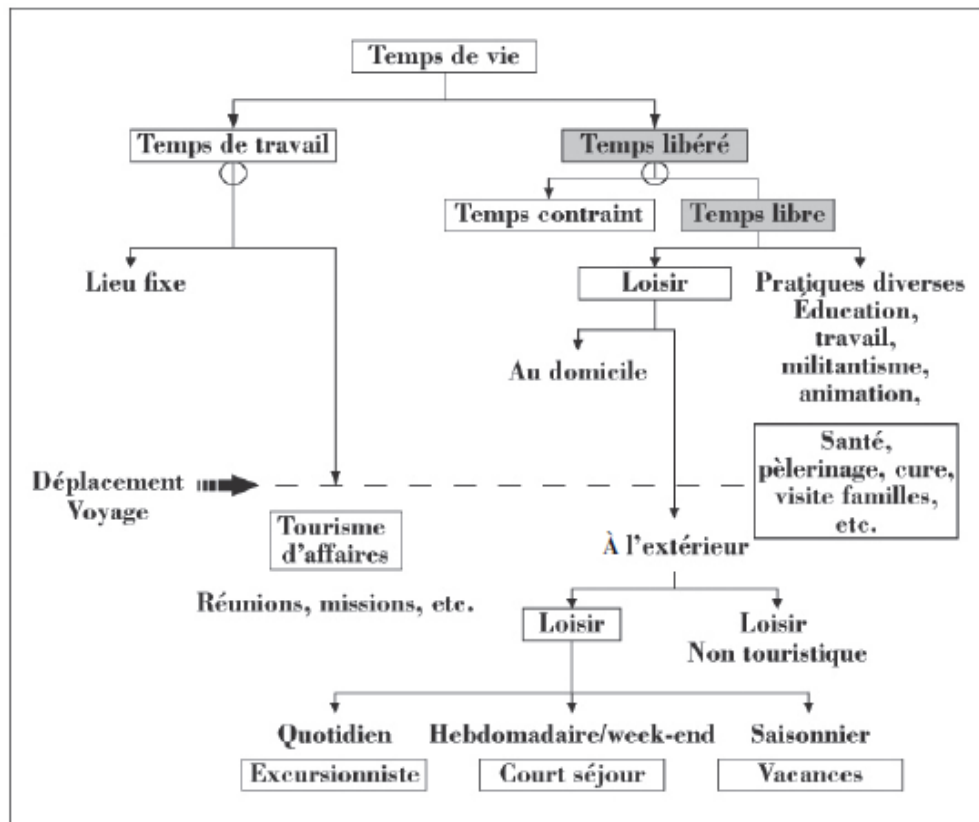 Temps de vie
Temps de travail
Temps libéré
Temps contraint
Temps libre
Lieu fixe
Loisir
Pratiques diverses
Éducation,
travail,
militantisme,
animation,
Au domicile
Santé,
pèlerinage, cure,
visite familles,
etc.
Déplacement
Voyage
Tourisme
d'affaires
À l'extérieur
Réunions, missions, etc.
Loisir
Loisir
Non touristique
Quotidien
Hebdomadaire/week-end
Saisonnier
Excursionniste
Court séjour
Vacances